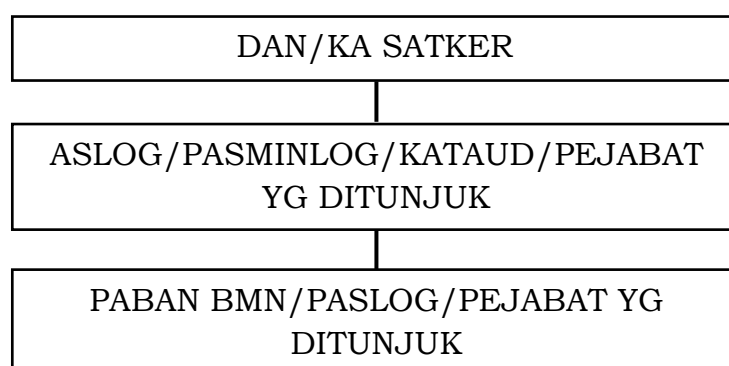 DAN/KA SATKER
ASLOG/PASMINLOG/KATAUD/PEJABAT
YG DITUNJUK
PABAN BMN/PASLOG/PEJABAT YG
DITUNJUK